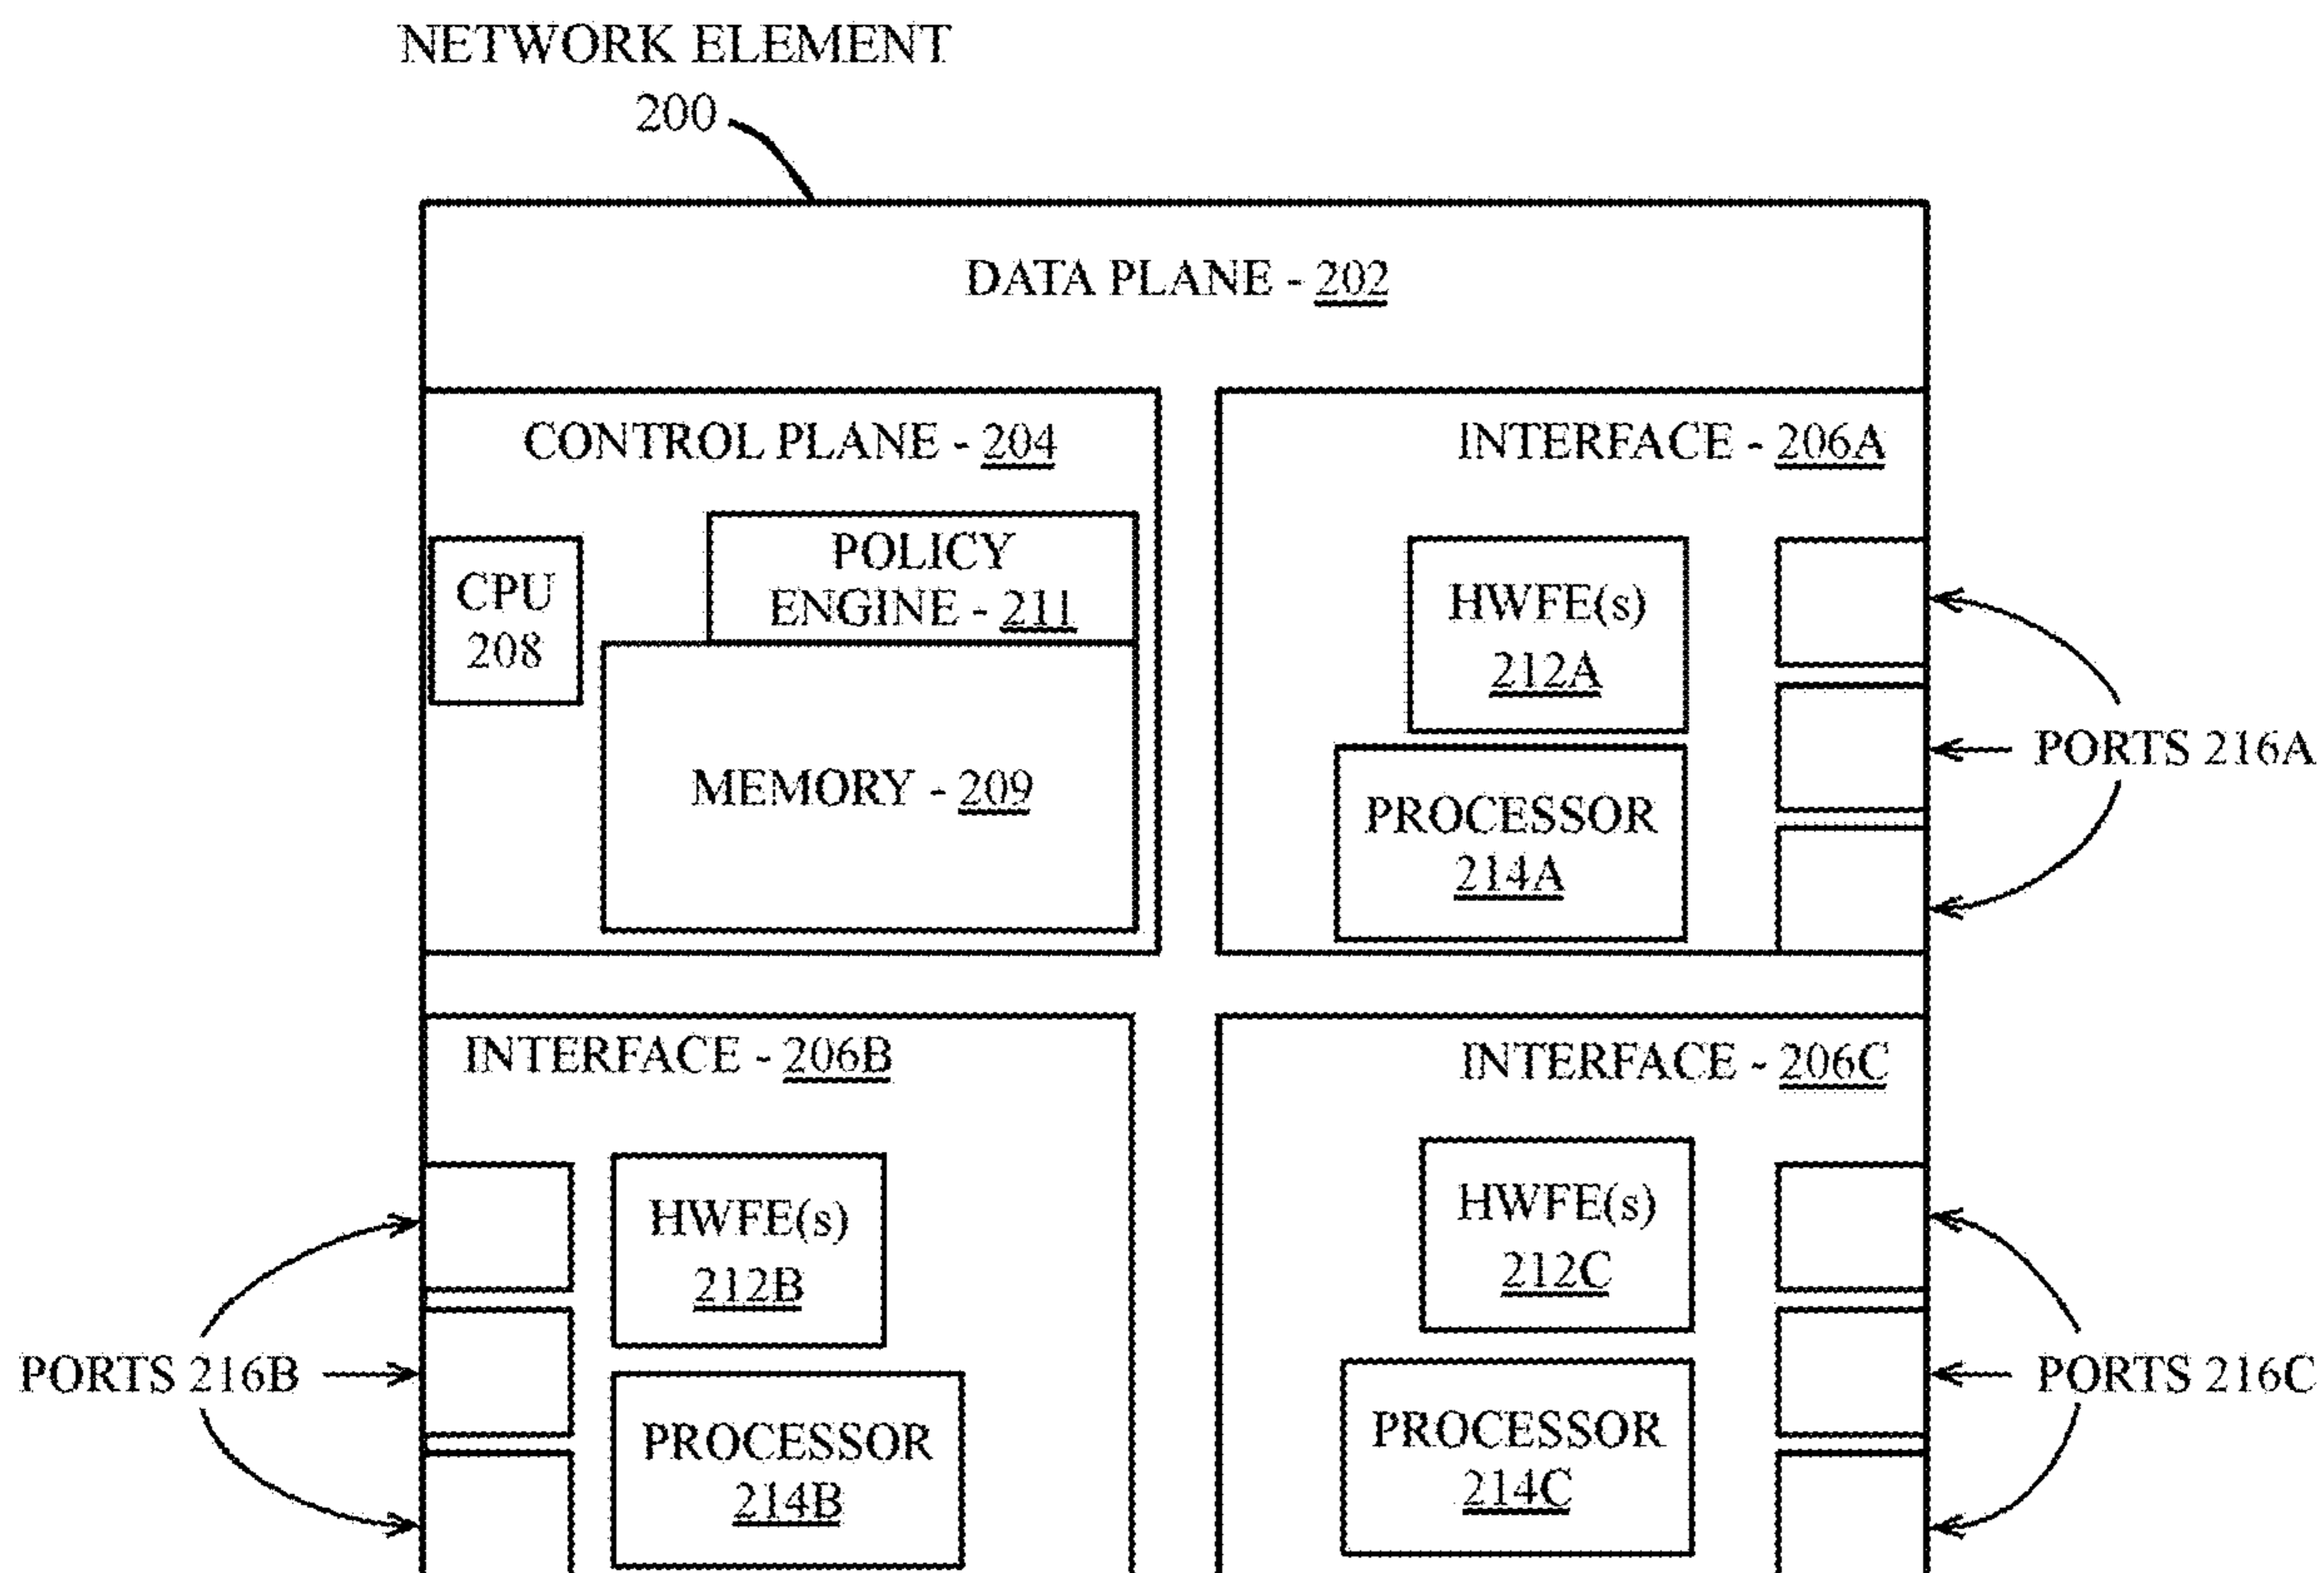 NETWORK ELEMENT
200
DATA PLANE - 202
CONTROL PLANE - 204
CPU
208
POLICY
ENGINE - 211
MEMORY - 209
INTERFACE - 206A
HWFE(s)
212A
PROCESSOR
214A
PORTS 216A
INTERFACE - 206B
HWFE(s)
212B
PROCESSOR
214B
PORTS 216B
INTERFACE - 206C
HWFE(s)
212C
PROCESSOR
214C
PORTS 216C